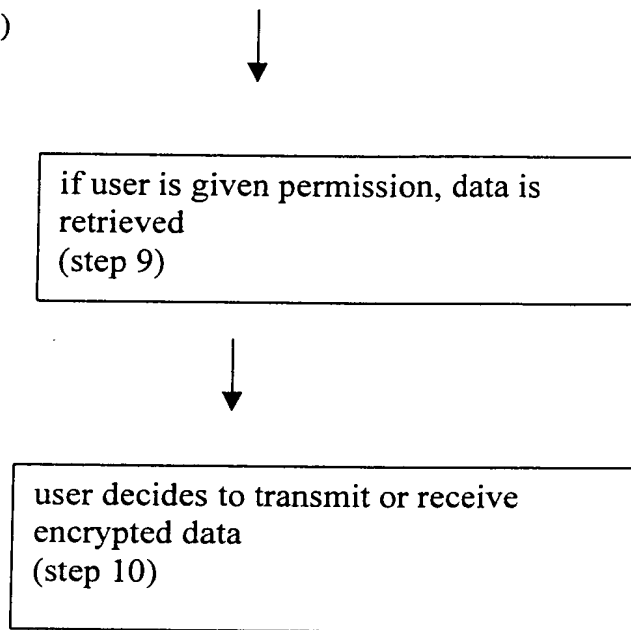 )
if user is given permission, data is
retrieved
(step 9)
user decides to transmit or receive
encrypted data
(step 10)